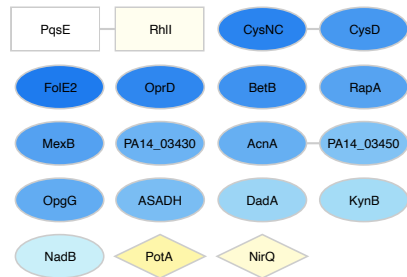 PqsE RhlI CysNC CysD
FolE2 OprD BetB RapA
MexB PA14_03430 AcnA PA14_03450
OpgG ASADH DadA KynB
NadB PotA NirQ